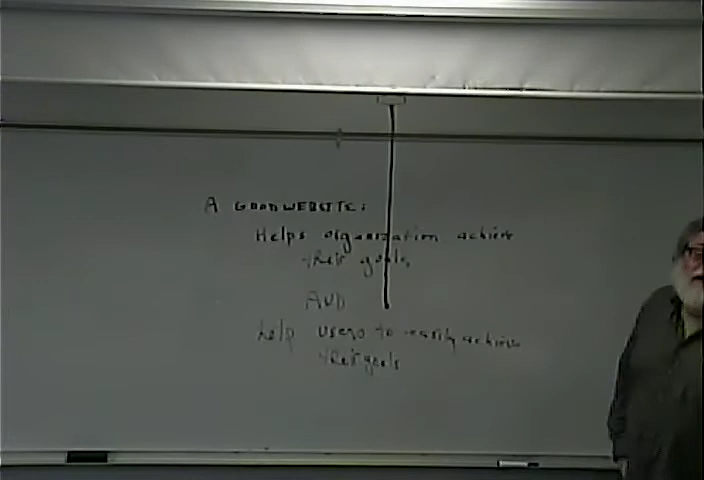 A GOOD WEBSITE:
Helps organization achieve
their goals,
AND
help users to easily achieve
their goals